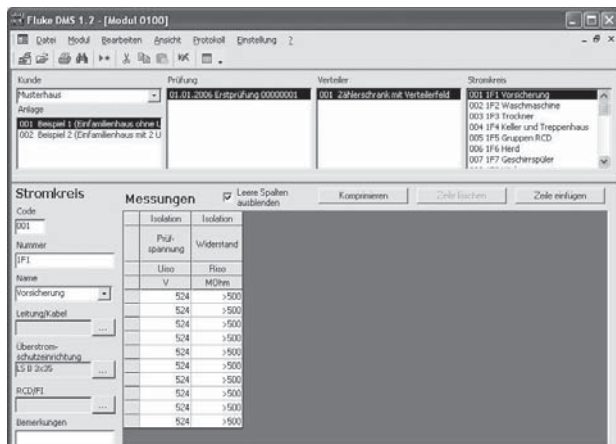 Fluke DMS 1.2 - [Modul 0100]
Datei Modul Bearbeiten Ansicht Protokoll Einstellung ?
Kunde
Musterhaus
Anlage
001 Beispiel 1 (Einfamilienhaus ohne U
002 Beispiel 2 (Einfamilienhaus mit 2 U
Prüfung
01.01.2006 Erstprüfung 00000001
Verteiler
001 Zählerschrank mit Verteilerfeld
Stromkreis
001 1F1 Vorsicherung
002 1F2 Waschmaschine
003 1F3 Trockner
004 1F4 Keller und Treppenhaus
005 1F5 Gruppen RCD
006 1F6 Herd
007 1F7 Geschirrspüler
Stromkreis
Code
001
Nummer
1F1
Name
Vorsicherung
Leitung/Kabel
...
Überstrom-
schutzeinrichtung
LS B 2x35
...
RCD/FI
...
Bemerkungen
Messungen
Leere Spalten
ausblenden
Komprimieren
Zeile löschen
Zeile einfügen
Isolation Isolation
Prüf-
spannung
Widerstand
Uiso Riso
V MOhm
524 >500
524 >500
524 >500
524 >500
524 >500
524 >500
524 >500
524 >500
524 >500
524 >500